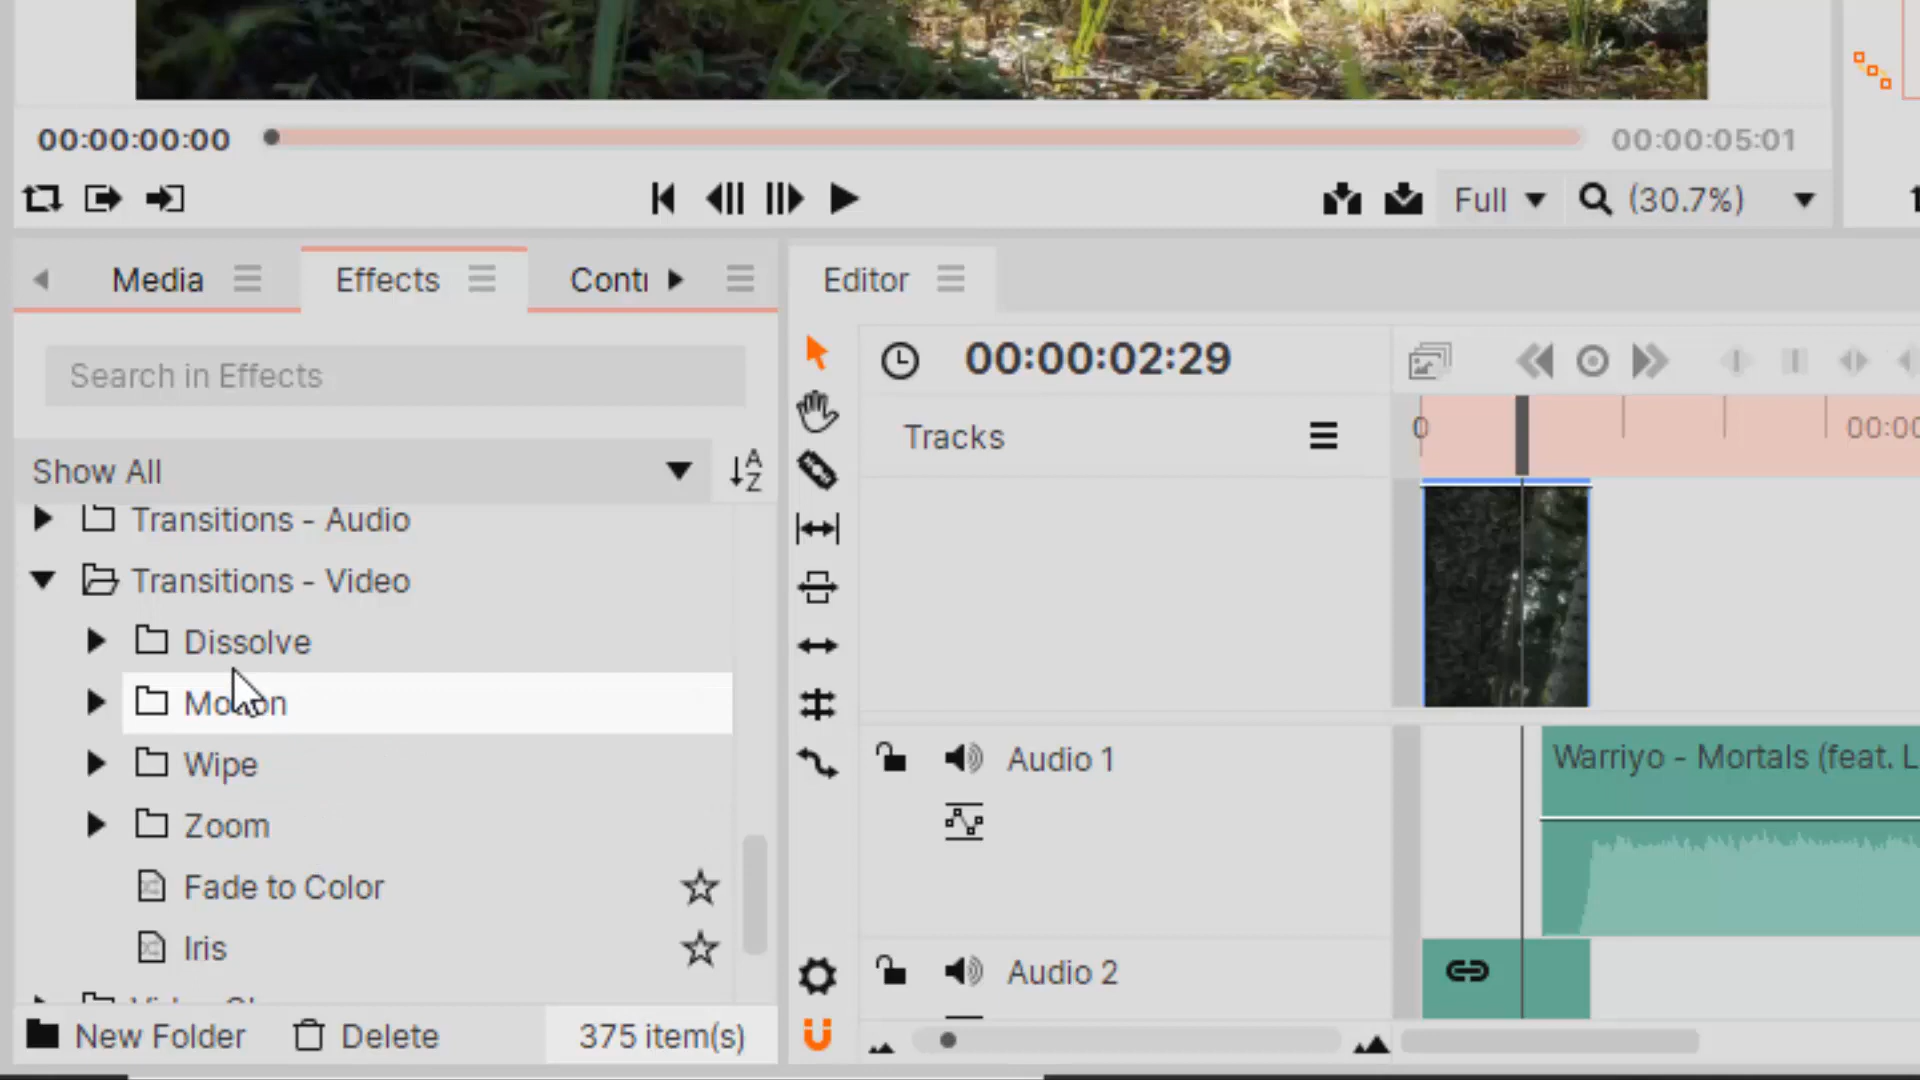 00:00:00:00
00:00:05:01
Full
(30.7%)
Media
Effects
Editor
Search in Effects
00:00:02:29
Tracks
0
Show All
Transitions - Audio
Transitions - Video
Dissolve
Motion
Wipe
Zoom
Fade to Color
Iris
New Folder
Delete
375 item(s)
Audio 1
Warriyo - Mortals (feat. L
Audio 2